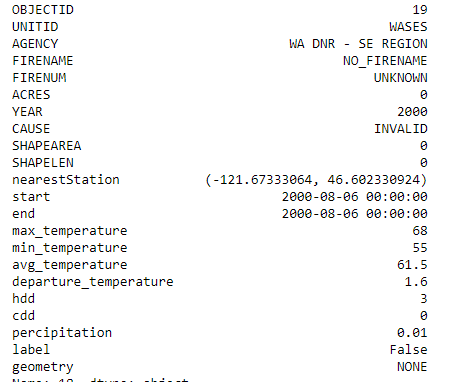 OBJECTID 19
UNITID WASES
AGENCY WA DNR - SE REGION
FIRENAME NO_FIRENAME
FIRENUM UNKNOWN
ACRES 0
YEAR 2000
CAUSE INVALID
SHAPEAREA 0
SHAPELEN 0
nearestStation (-121.67333064, 46.602330924)
start 2000-08-06 00:00:00
end 2000-08-06 00:00:00
max_temperature 68
min_temperature 55
avg_temperature 61.5
departure_temperature 1.6
hdd 3
cdd 0
percipitation 0.01
label False
geometry NONE
dtype: object